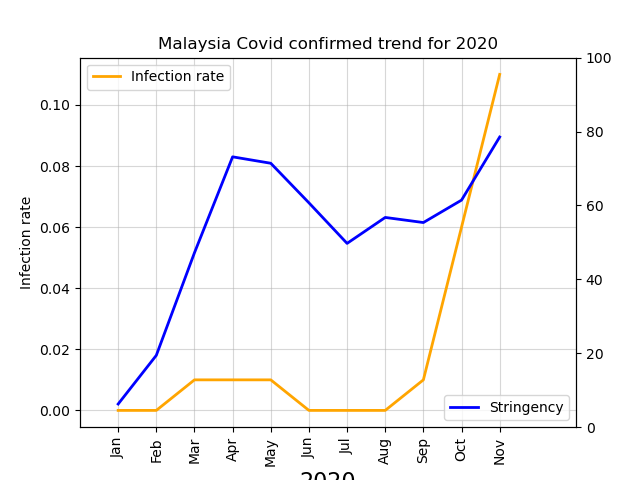 Malaysia Covid confirmed trend for 2020
Infection rate
Infection rate
0.10
0.08
0.06
0.04
0.02
0.00
100
80
60
40
20
0
Stringency
Jan
Feb
Mar
Apr
May
Jun
Jul
Aug
Sep
Oct
Nov
2020